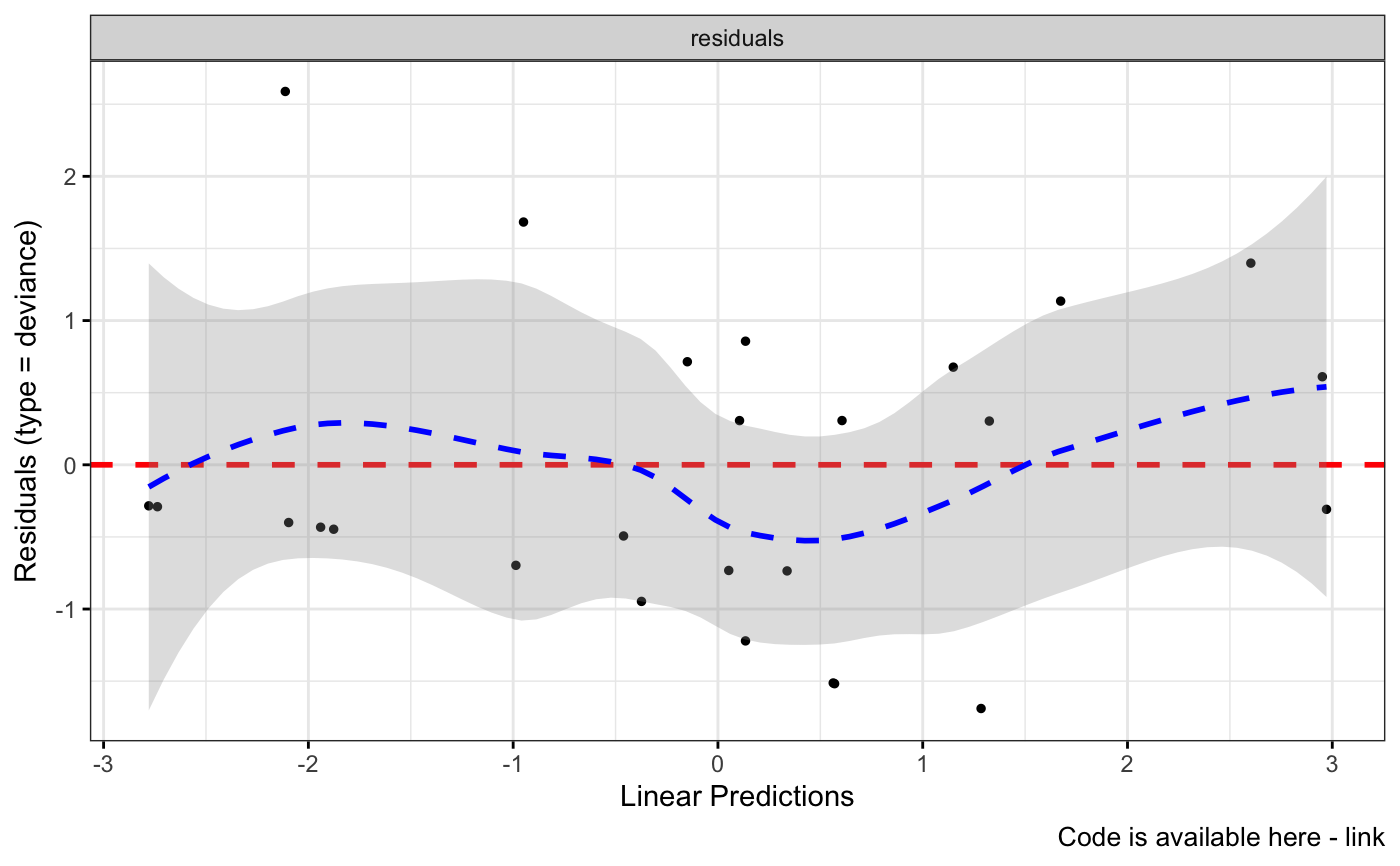 residuals
Residuals (type = deviance)
2
1
0
-1
-3 -2 -1 0 1 2 3
Linear Predictions
Code is available here - link